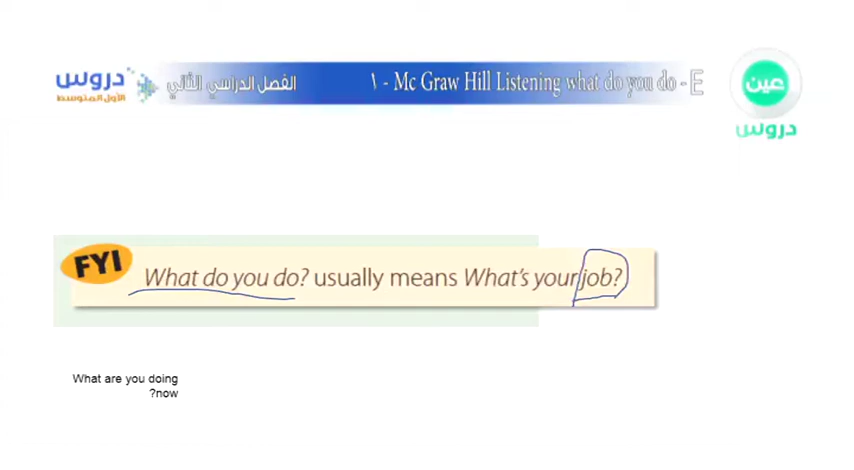 دروس
الأول المتوسط
الفصل الدراسي الثاني
١ - Mc Graw Hill Listening what do you do - E
عين
دروس
FYI
What do you do? usually means What's your job?
What are you doing
?now